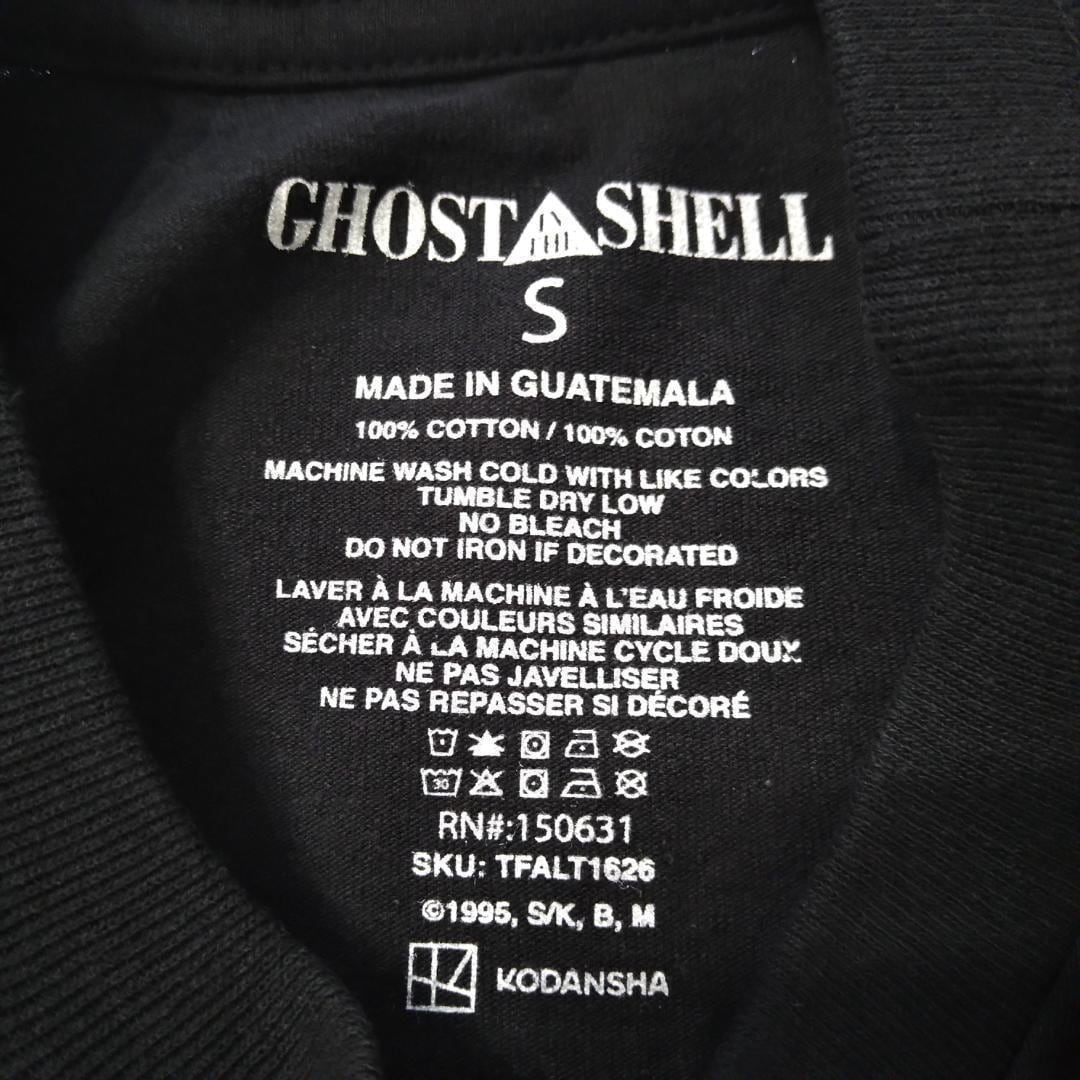 GHOST IN THE SHELL
S
MADE IN GUATEMALA
100% COTTON / 100% COTON
MACHINE WASH COLD WITH LIKE COLORS
TUMBLE DRY LOW
NO BLEACH
DO NOT IRON IF DECORATED
LAVER À LA MACHINE À L'EAU FROIDE
AVEC COULEURS SIMILAIRES
SÉCHER À LA MACHINE CYCLE DOUX
NE PAS JAVELLISER
NE PAS REPASSER SI DÉCORÉ
30
RN#:150631
SKU: TFALT1626
©1995, S/K, B, M
KODANSHA